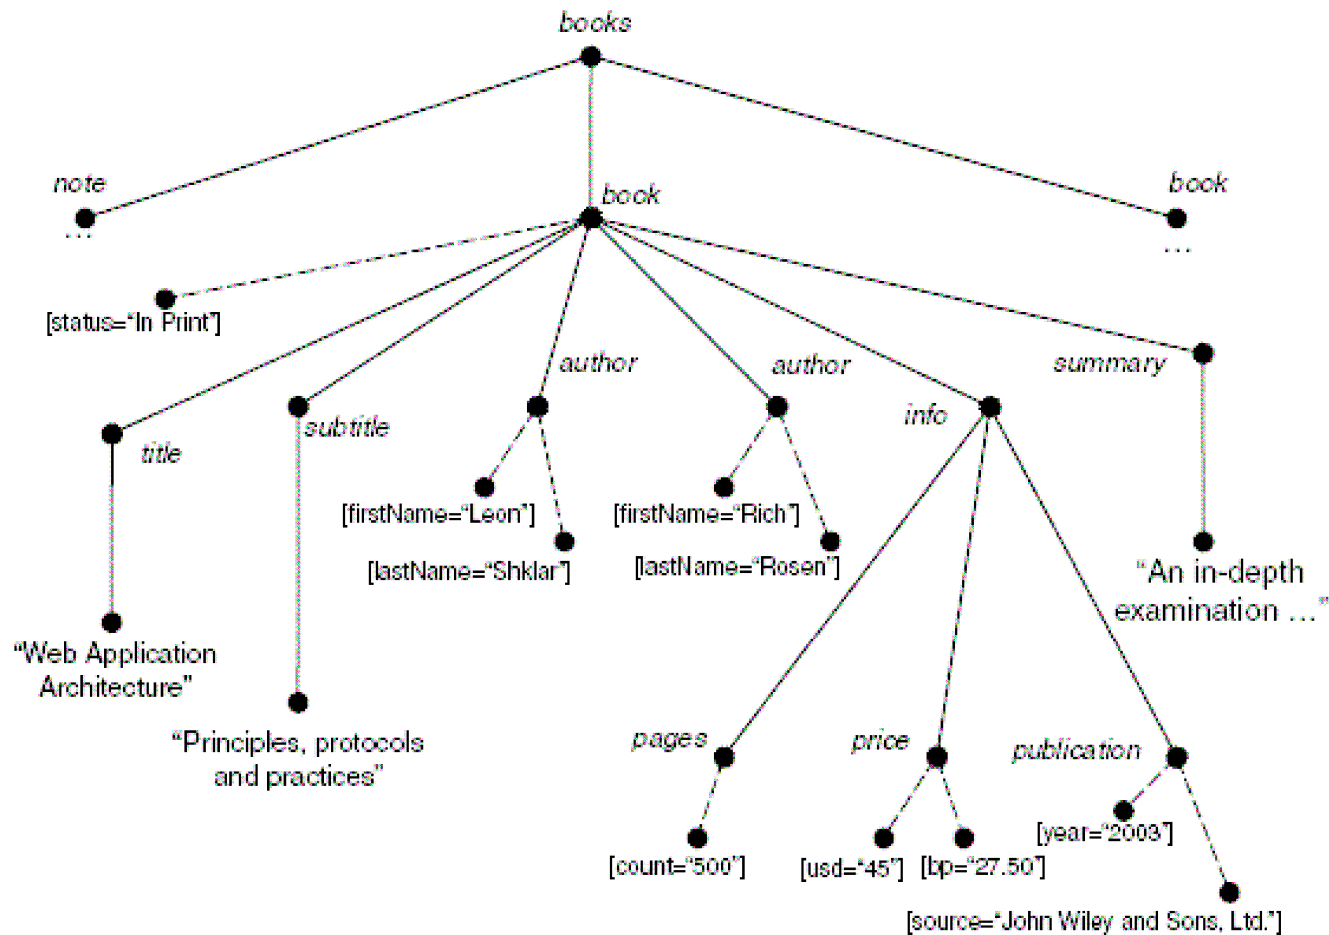 books
note
book
book
...
...
[status=“In Print”]
author
author
summary
info
subtitle
title
[firstName=“Leon”]
[firstName=“Rich”]
[lastName=“Shklar”]
[lastName=“Rosen”]
“An in-depth
examination ...”
“Web Application
Architecture”
“Principles, protocols
and practices”
pages
price
publication
[year=“2003”]
[count=“500”]
[usd=“45”]
[bp=“27.50”]
[source=“John Wiley and Sons, Ltd.”]